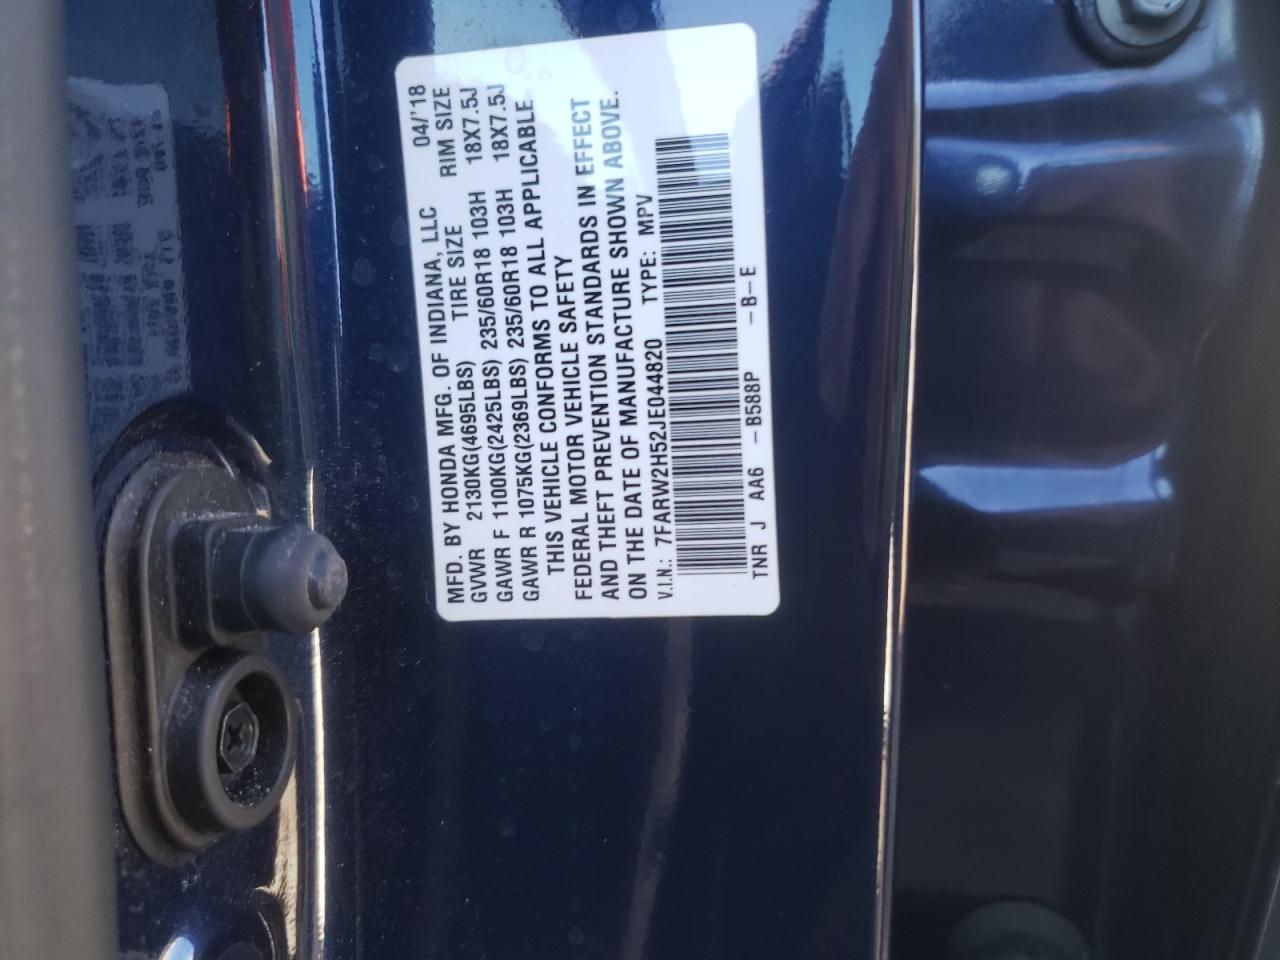 MFD. BY HONDA MFG. OF INDIANA, LLC 04/'18
GVWR 2130KG(4695LBS) TIRE SIZE RIM SIZE
GAWR F 1100KG(2425LBS) 235/60R18 103H 18X7.5J
GAWR R 1075KG(2369LBS) 235/60R18 103H 18X7.5J
THIS VEHICLE CONFORMS TO ALL APPLICABLE
FEDERAL MOTOR VEHICLE SAFETY
AND THEFT PREVENTION STANDARDS IN EFFECT
ON THE DATE OF MANUFACTURE SHOWN ABOVE.
V.I.N.: 7FARW2H52JE044820 TYPE: MPV
TNR J AA6 -B588P -B-E